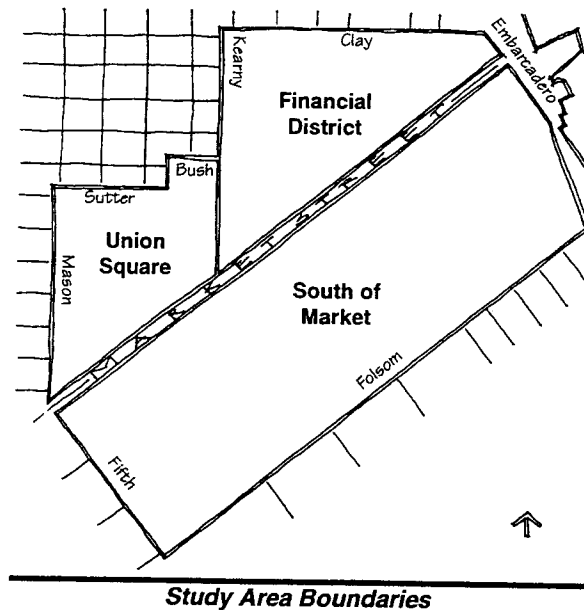 Clay
Kearny
Embarcadero
Financial
District
Bush
Sutter
Union
Square
Mason
MARKET STREET
South of
Market
Folsom
Fifth
Study Area Boundaries